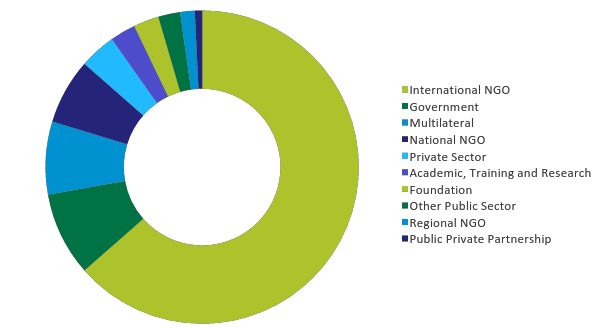 International NGO
Government
Multilateral
National NGO
Private Sector
Academic, Training and Research
Foundation
Other Public Sector
Regional NGO
Public Private Partnership